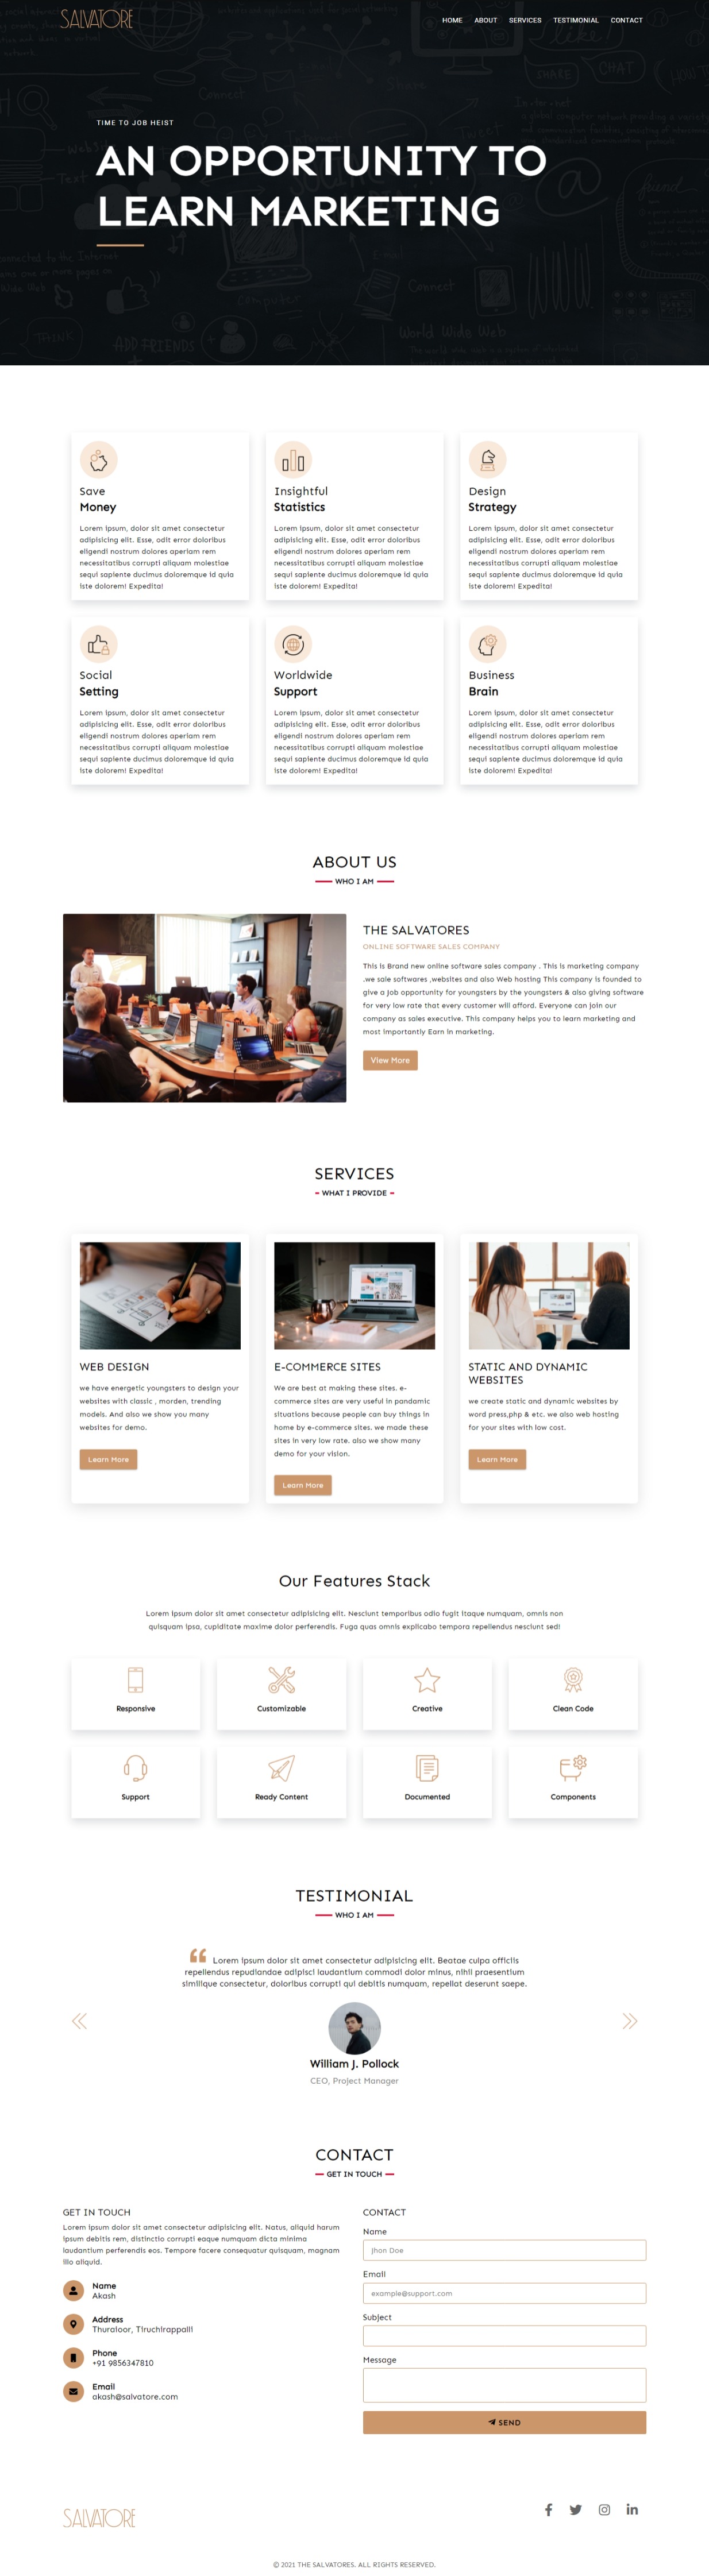 SALVATORE
HOME ABOUT SERVICES TESTIMONIAL CONTACT
TIME TO JOB HEIST
AN OPPORTUNITY TO
LEARN MARKETING
Save
Money
Lorem ipsum, dolor sit amet consectetur
adipisicing elit. Esse, odit error doloribus
eligendi nostrum dolores aperiam rem
necessitatibus corrupti aliquam molestiae
sequi sapiente ducimus doloremque id quia
iste dolorem! Expedita!
Insightful
Statistics
Lorem ipsum, dolor sit amet consectetur
adipisicing elit. Esse, odit error doloribus
eligendi nostrum dolores aperiam rem
necessitatibus corrupti aliquam molestiae
sequi sapiente ducimus doloremque id quia
iste dolorem! Expedita!
Design
Strategy
Lorem ipsum, dolor sit amet consectetur
adipisicing elit. Esse, odit error doloribus
eligendi nostrum dolores aperiam rem
necessitatibus corrupti aliquam molestiae
sequi sapiente ducimus doloremque id quia
iste dolorem! Expedita!
Social
Setting
Lorem ipsum, dolor sit amet consectetur
adipisicing elit. Esse, odit error doloribus
eligendi nostrum dolores aperiam rem
necessitatibus corrupti aliquam molestiae
sequi sapiente ducimus doloremque id quia
iste dolorem! Expedita!
Worldwide
Support
Lorem ipsum, dolor sit amet consectetur
adipisicing elit. Esse, odit error doloribus
eligendi nostrum dolores aperiam rem
necessitatibus corrupti aliquam molestiae
sequi sapiente ducimus doloremque id quia
iste dolorem! Expedita!
Business
Brain
Lorem ipsum, dolor sit amet consectetur
adipisicing elit. Esse, odit error doloribus
eligendi nostrum dolores aperiam rem
necessitatibus corrupti aliquam molestiae
sequi sapiente ducimus doloremque id quia
iste dolorem! Expedita!
ABOUT US
WHO I AM
THE SALVATORES
ONLINE SOFTWARE SALES COMPANY
This is Brand new online software sales company . This is marketing company
.we sale softwares ,websites and also Web hosting This company is founded to
give a job opportunity for youngsters by the youngsters & also giving software
for very low rate that every customer will afford. Everyone can join our
company as sales executive. This company helps you to learn marketing and
most importantly Earn in marketing.
View More
SERVICES
WHAT I PROVIDE
WEB DESIGN
we have energetic youngsters to design your
websites with classic , morden, trending
models. And also we show you many
websites for demo.
Learn More
E-COMMERCE SITES
We are best at making these sites. e-
commerce sites are very useful in pandamic
situations because people can buy things in
home by e-commerce sites. we made these
sites in very low rate. also we show many
demo for your vision.
Learn More
STATIC AND DYNAMIC
WEBSITES
we create static and dynamic websites by
word press,php & etc. we also web hosting
for your sites with low cost.
Learn More
Our Features Stack
Lorem ipsum dolor sit amet consectetur adipisicing elit. Nesciunt temporibus odio fugit itaque numquam, omnis non
quisquam ipsa, cupiditate maxime dolor perferendis. Fuga quas omnis explicabo tempora repellendus nesciunt sed!
Responsive
Customizable
Creative
Clean Code
Support
Ready Content
Documented
Components
TESTIMONIAL
WHO I AM
“ Lorem ipsum dolor sit amet consectetur adipisicing elit. Beatae culpa officiis
repellendus repudiandae adipisci laudantium commodi dolor minus, nihil praesentium
similique consectetur, doloribus corrupti qui debitis numquam, repellat deserunt saepe.
William J. Pollock
CEO, Project Manager
CONTACT
GET IN TOUCH
GET IN TOUCH
Lorem ipsum dolor sit amet consectetur adipisicing elit. Natus, aliquid harum
ipsum debitis rem, distinctio corrupti eaque numquam dicta minima
laudantium perferendis eos. Tempore facere consequatur quisquam, magnam
illo aliquid.
Name
Akash
Address
Thuraioor, Tiruchirappalli
Phone
+91 9856347810
Email
akash@salvatore.com
CONTACT
Name
Jhon Doe
Email
example@support.com
Subject
Message
SEND
SALVATORE
© 2021 THE SALVATORES. ALL RIGHTS RESERVED.